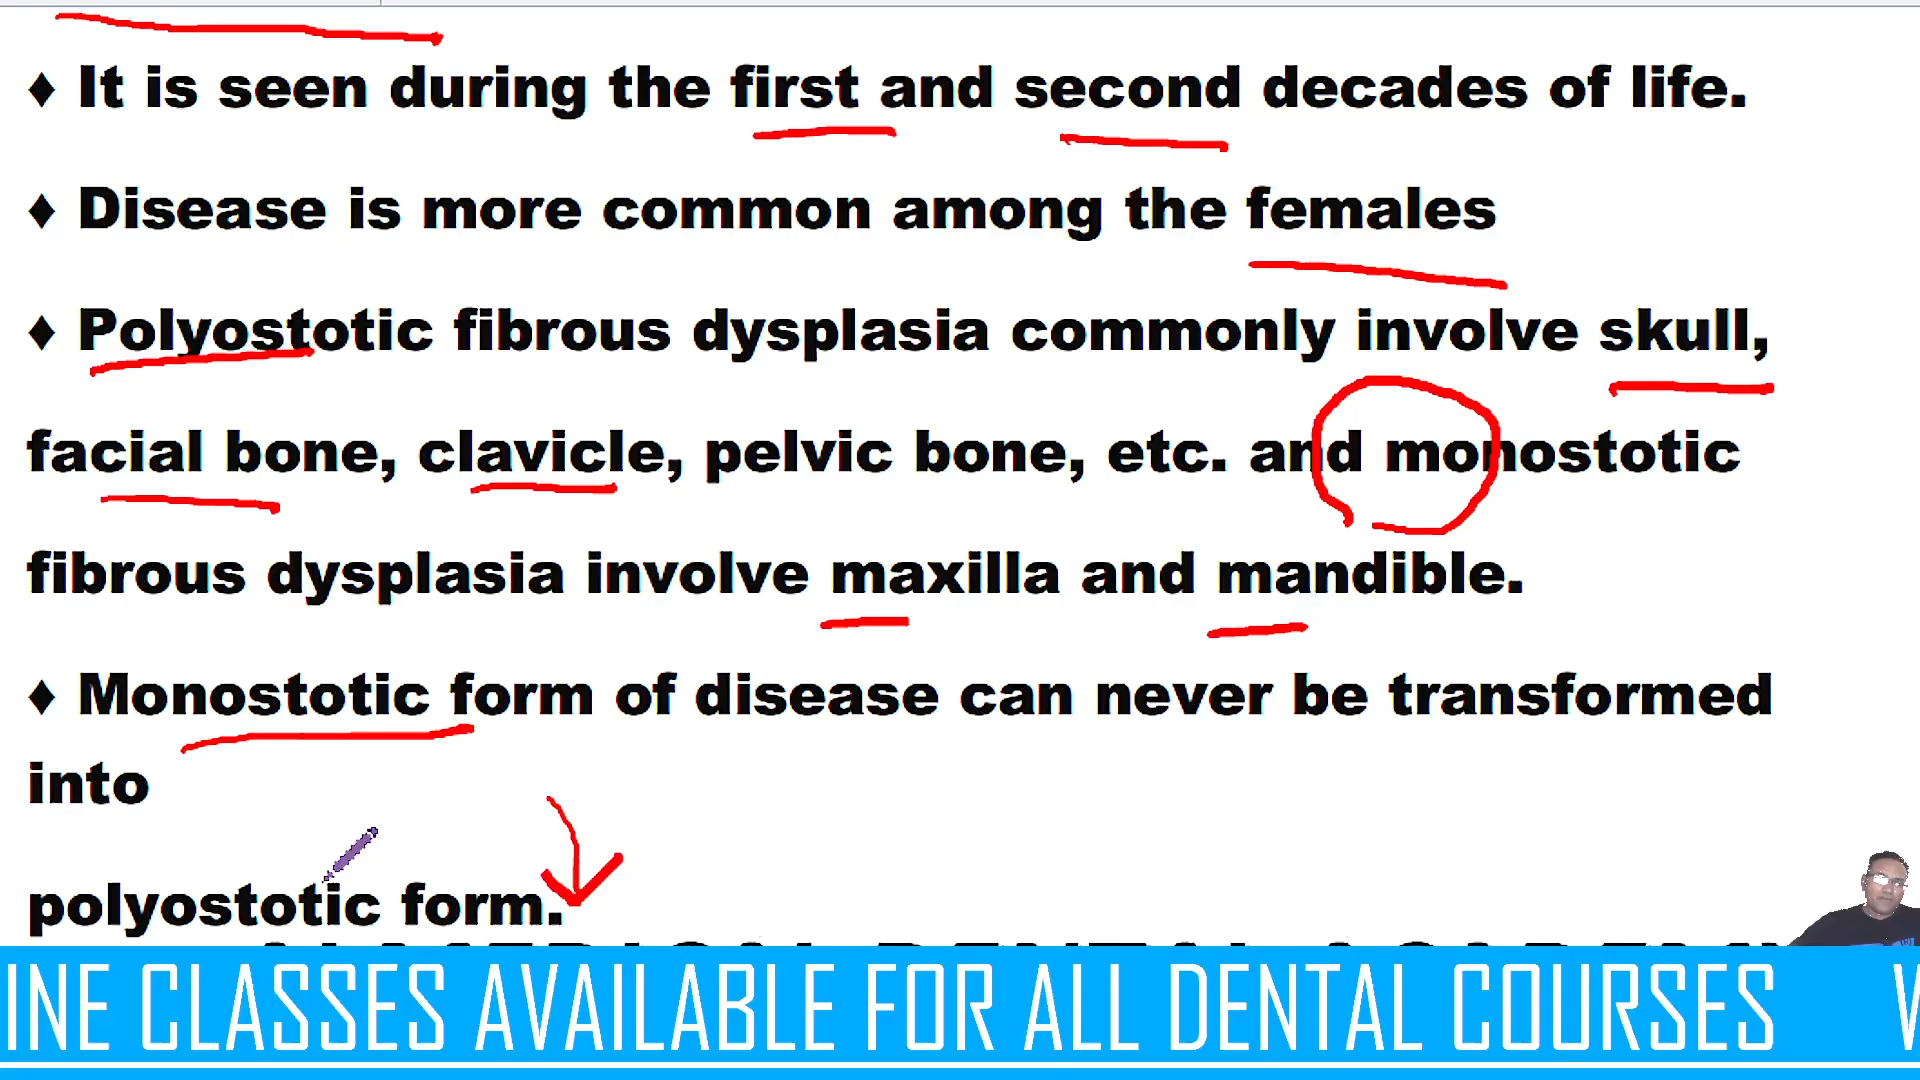 ♦ It is seen during the first and second decades of life.
♦ Disease is more common among the females
♦ Polyostotic fibrous dysplasia commonly involve skull,
facial bone, clavicle, pelvic bone, etc. and monostotic
fibrous dysplasia involve maxilla and mandible.
♦ Monostotic form of disease can never be transformed
into
polyostotic form.
INE CLASSES AVAILABLE FOR ALL DENTAL COURSES